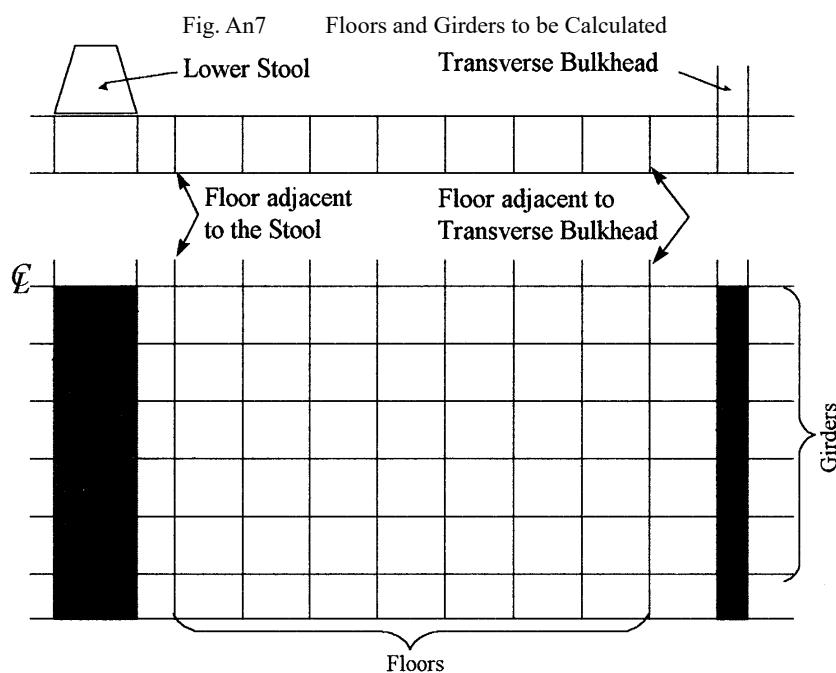 Fig. An7 Floors and Girders to be Calculated
Lower Stool
Transverse Bulkhead
Floor adjacent
to the Stool
Floor adjacent to
Transverse Bulkhead
℄
Girders
Floors